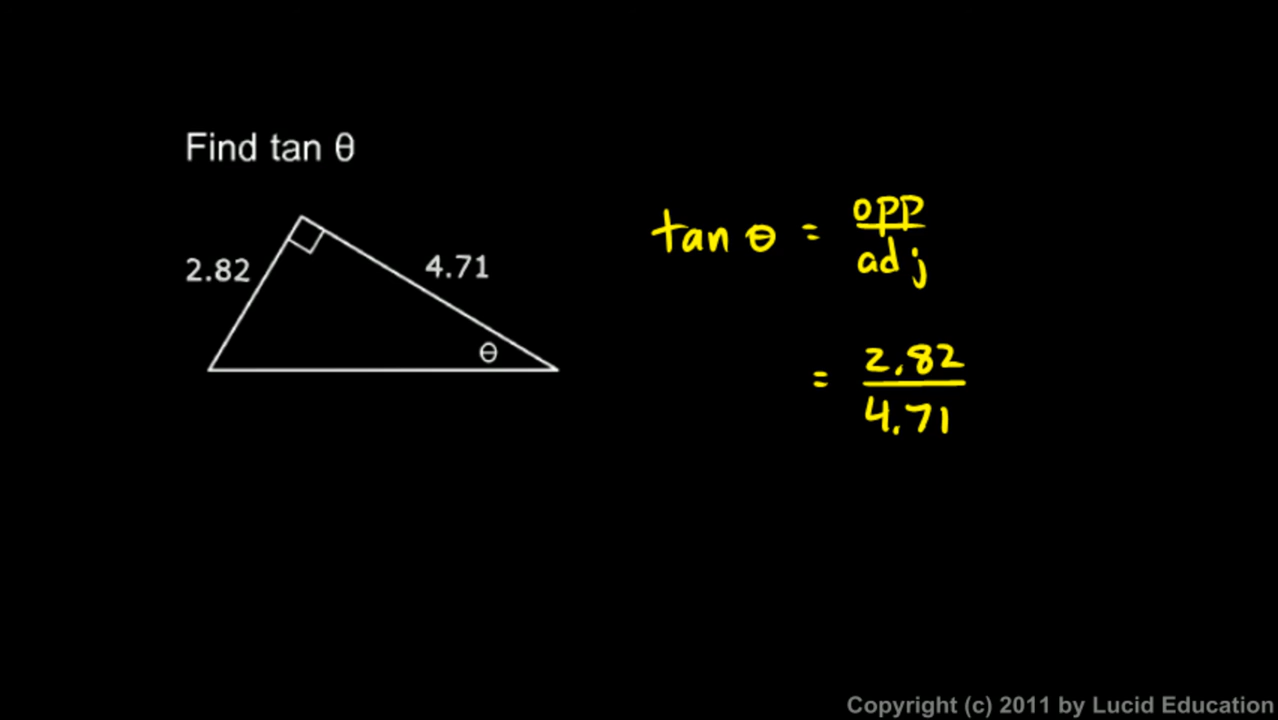 Find tan θ
2.82
4.71
θ
tan θ = opp/adj
= 2.82/4.71
Copyright (c) 2011 by Lucid Education